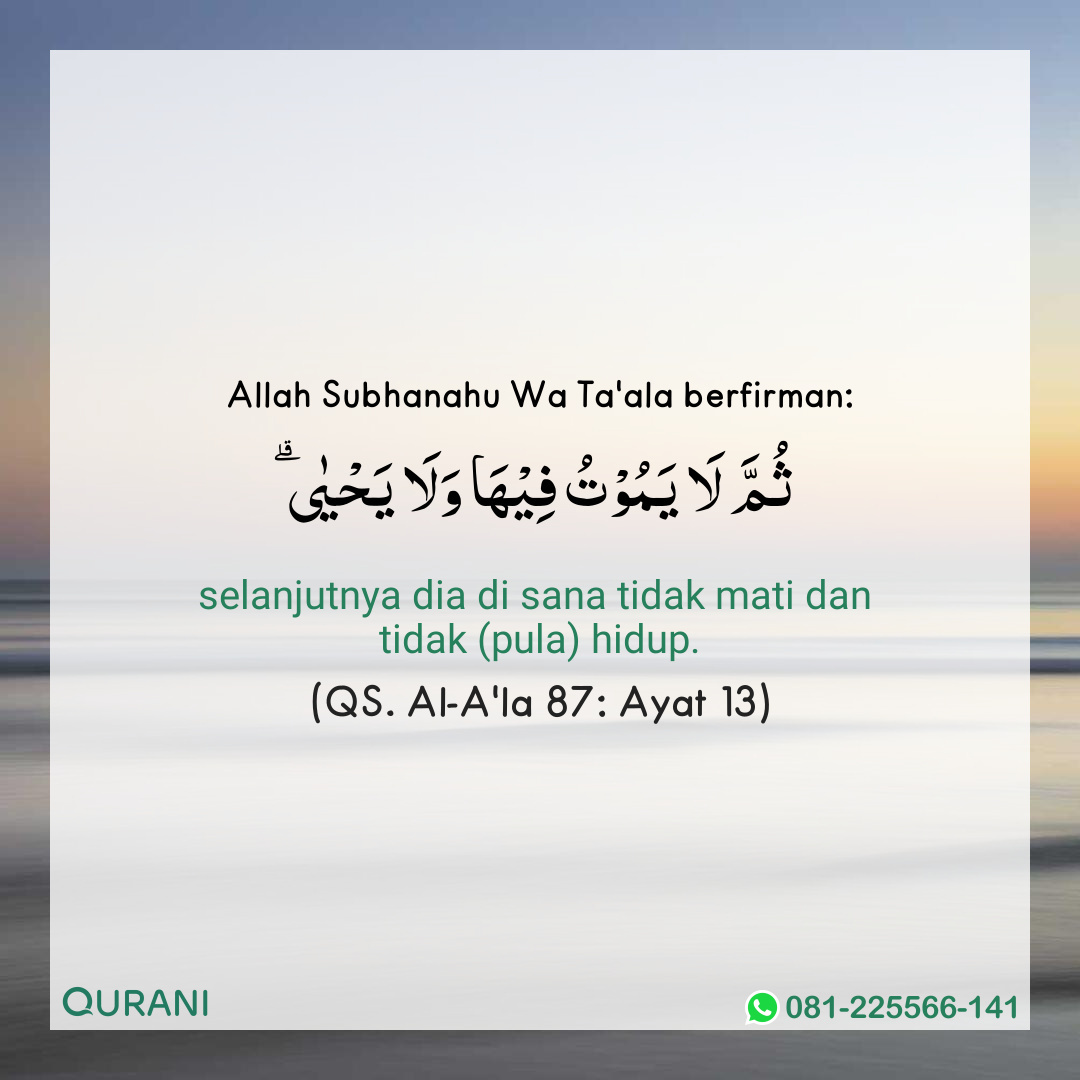 Allah Subhanahu Wa Ta'ala berfirman:
ثُمَّ لَا يَمُوْتُ فِيْهَا وَلَا يَحْيٰىۗ
selanjutnya dia di sana tidak mati dan
tidak (pula) hidup.
(QS. Al-A'la 87: Ayat 13)
QURANI
081-225566-141